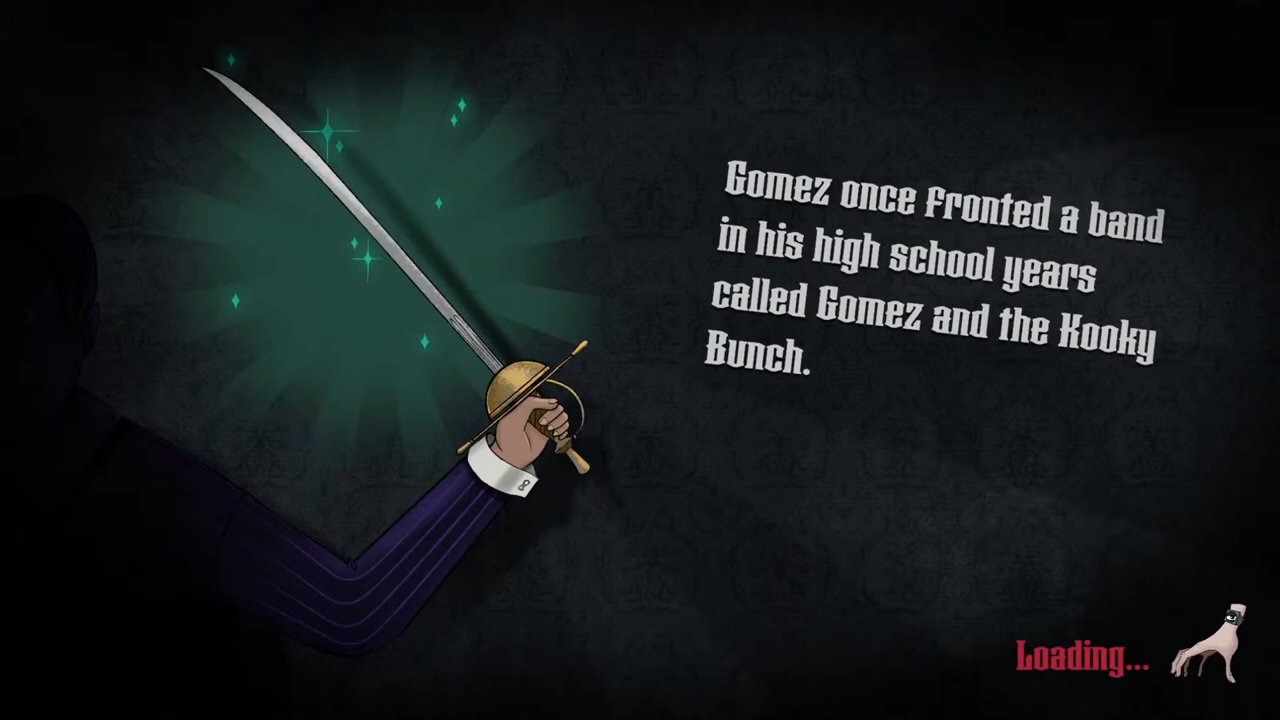 Gomez once fronted a band
in his high school years
called Gomez and the Kooky
Bunch.
Loading...